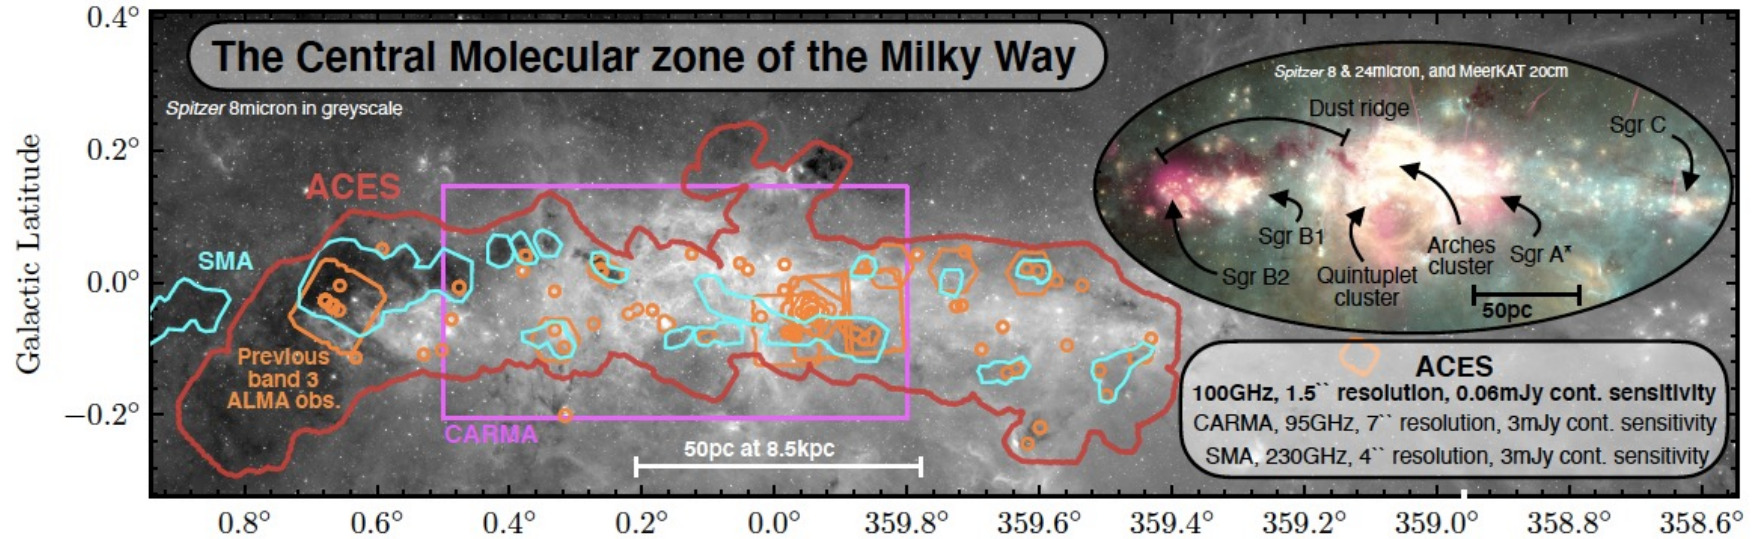 The Central Molecular zone of the Milky Way
Spitzer 8micron in greyscale
Spitzer 8 & 24micron, and MeerKAT 20cm
Dust ridge
Sgr C
Sgr B1
Sgr B2
Quintuplet
cluster
Arches
cluster
Sgr A*
50pc
ACES
SMA
Previous
band 3
ALMA obs.
CARMA
50pc at 8.5kpc
ACES
100GHz, 1.5`` resolution, 0.06mJy cont. sensitivity
CARMA, 95GHz, 7`` resolution, 3mJy cont. sensitivity
SMA, 230GHz, 4`` resolution, 3mJy cont. sensitivity
Galactic Latitude
0.4°
0.2°
0.0°
−0.2°
0.8° 0.6° 0.4° 0.2° 0.0° 359.8° 359.6° 359.4° 359.2° 359.0° 358.8° 358.6°